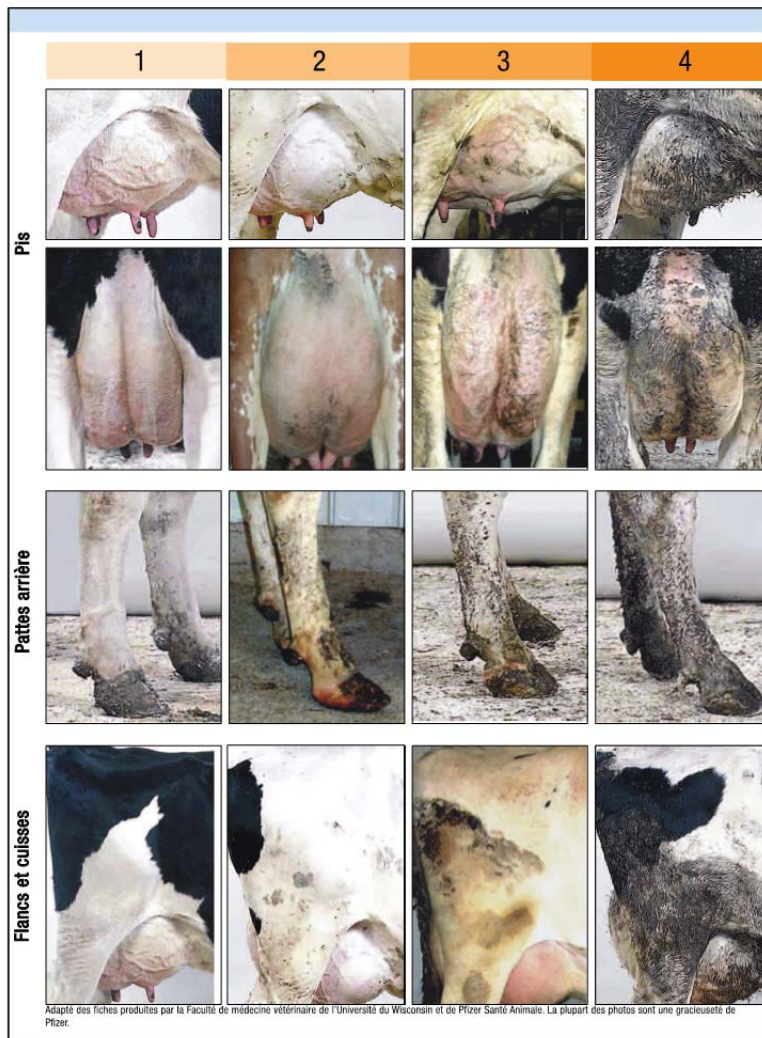 1 2 3 4
Pis
Pattes arrière
Flancs et cuisses
Adapté des fiches produites par la Faculté de médecine vétérinaire de l'Université du Wisconsin et de Pfizer Santé Animale. La plupart des photos sont une gracieuseté de
Pfizer.